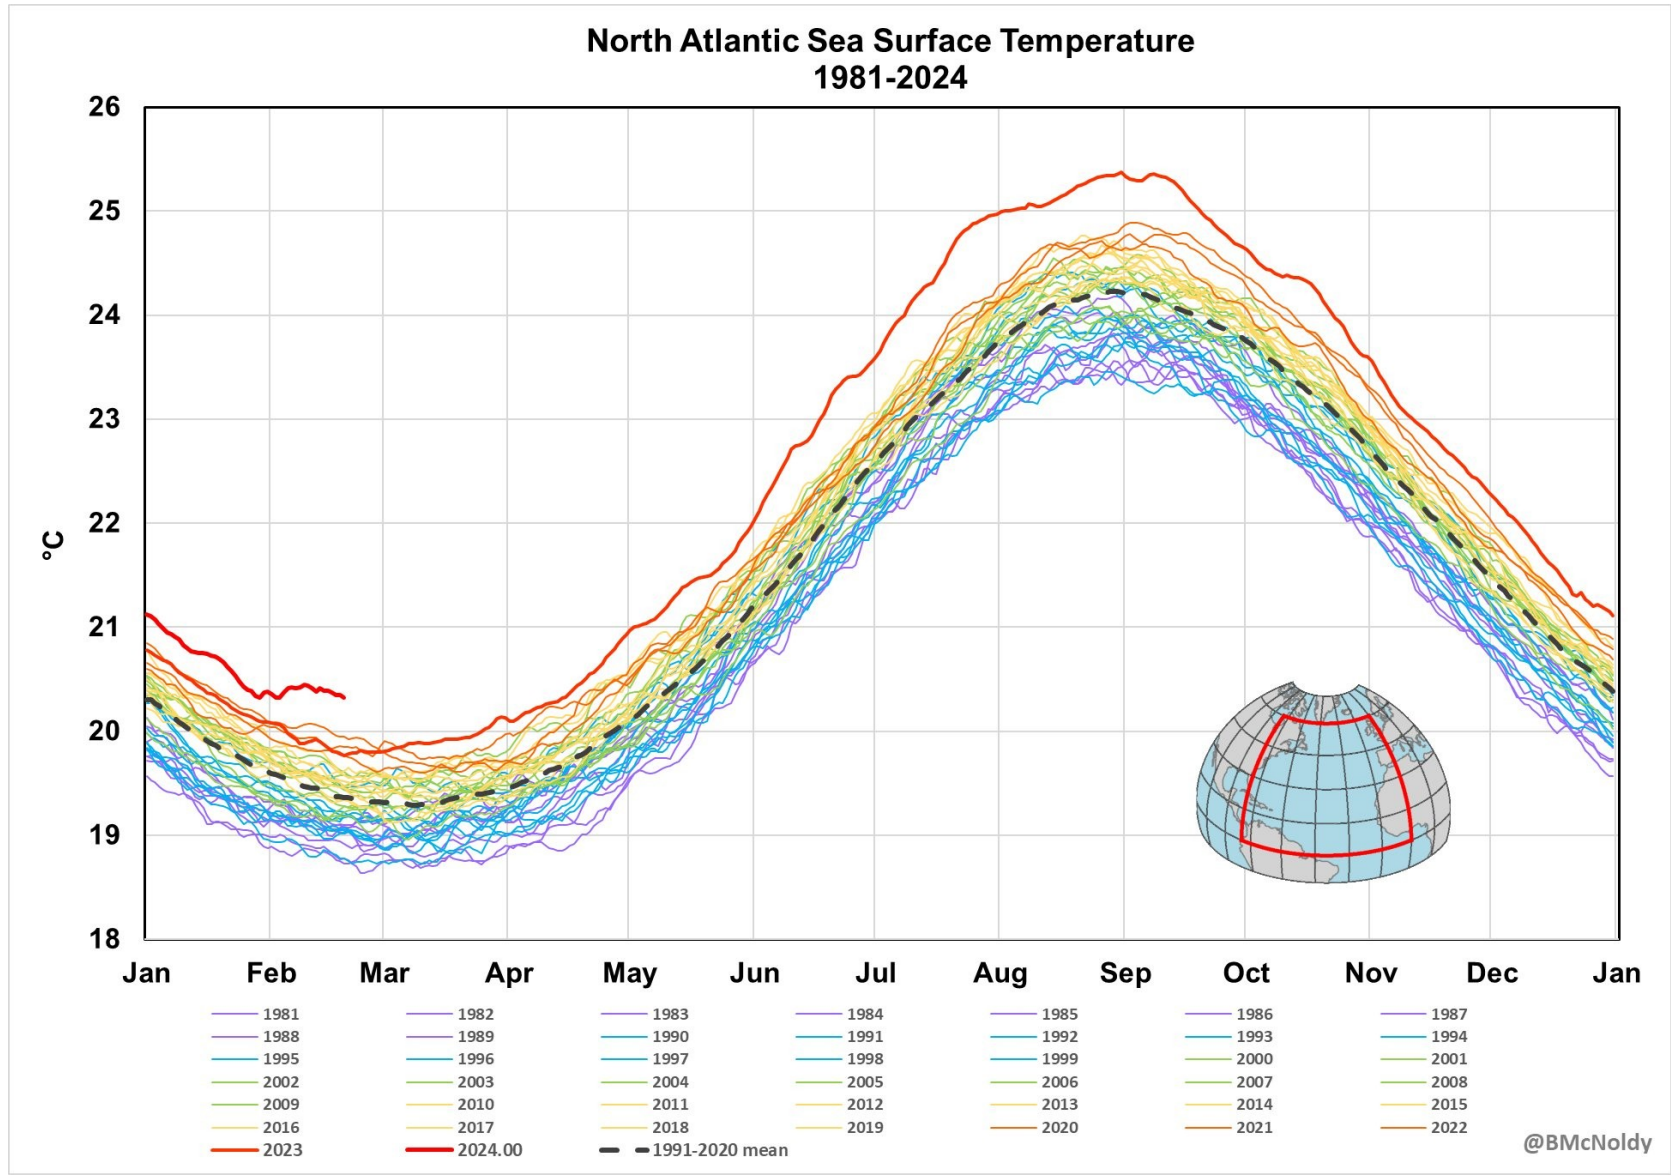 North Atlantic Sea Surface Temperature
1981-2024
26
25
24
23
22
21
20
19
18
°C
Jan Feb Mar Apr May Jun Jul Aug Sep Oct Nov Dec Jan
1981 1982 1983 1984 1985 1986 1987
1988 1989 1990 1991 1992 1993 1994
1995 1996 1997 1998 1999 2000 2001
2002 2003 2004 2005 2006 2007 2008
2009 2010 2011 2012 2013 2014 2015
2016 2017 2018 2019 2020 2021 2022
2023 2024.00 1991-2020 mean
@BMcNoldy